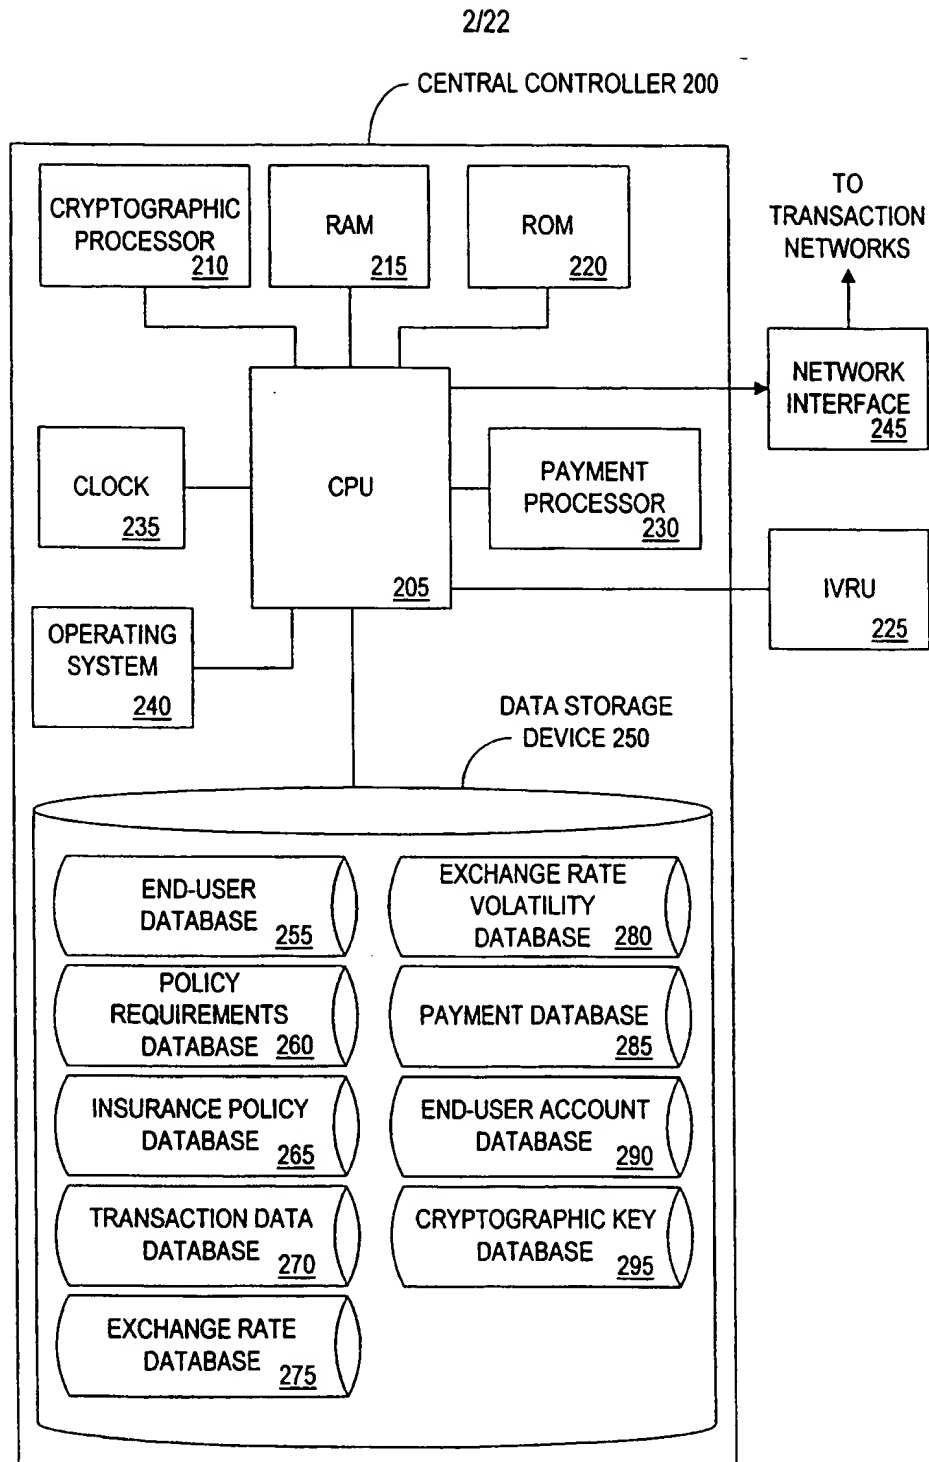 2/22
CENTRAL CONTROLLER 200
CRYPTOGRAPHIC
PROCESSOR
210
RAM
215
ROM
220
TO
TRANSACTION
NETWORKS
NETWORK
INTERFACE
245
CLOCK
235
CPU
205
PAYMENT
PROCESSOR
230
IVRU
225
OPERATING
SYSTEM
240
DATA STORAGE
DEVICE 250
END-USER
DATABASE 255
EXCHANGE RATE
VOLATILITY
DATABASE 280
POLICY
REQUIREMENTS
DATABASE 260
PAYMENT DATABASE
285
INSURANCE POLICY
DATABASE 265
END-USER ACCOUNT
DATABASE 290
TRANSACTION DATA
DATABASE 270
CRYPTOGRAPHIC KEY
DATABASE 295
EXCHANGE RATE
DATABASE 275